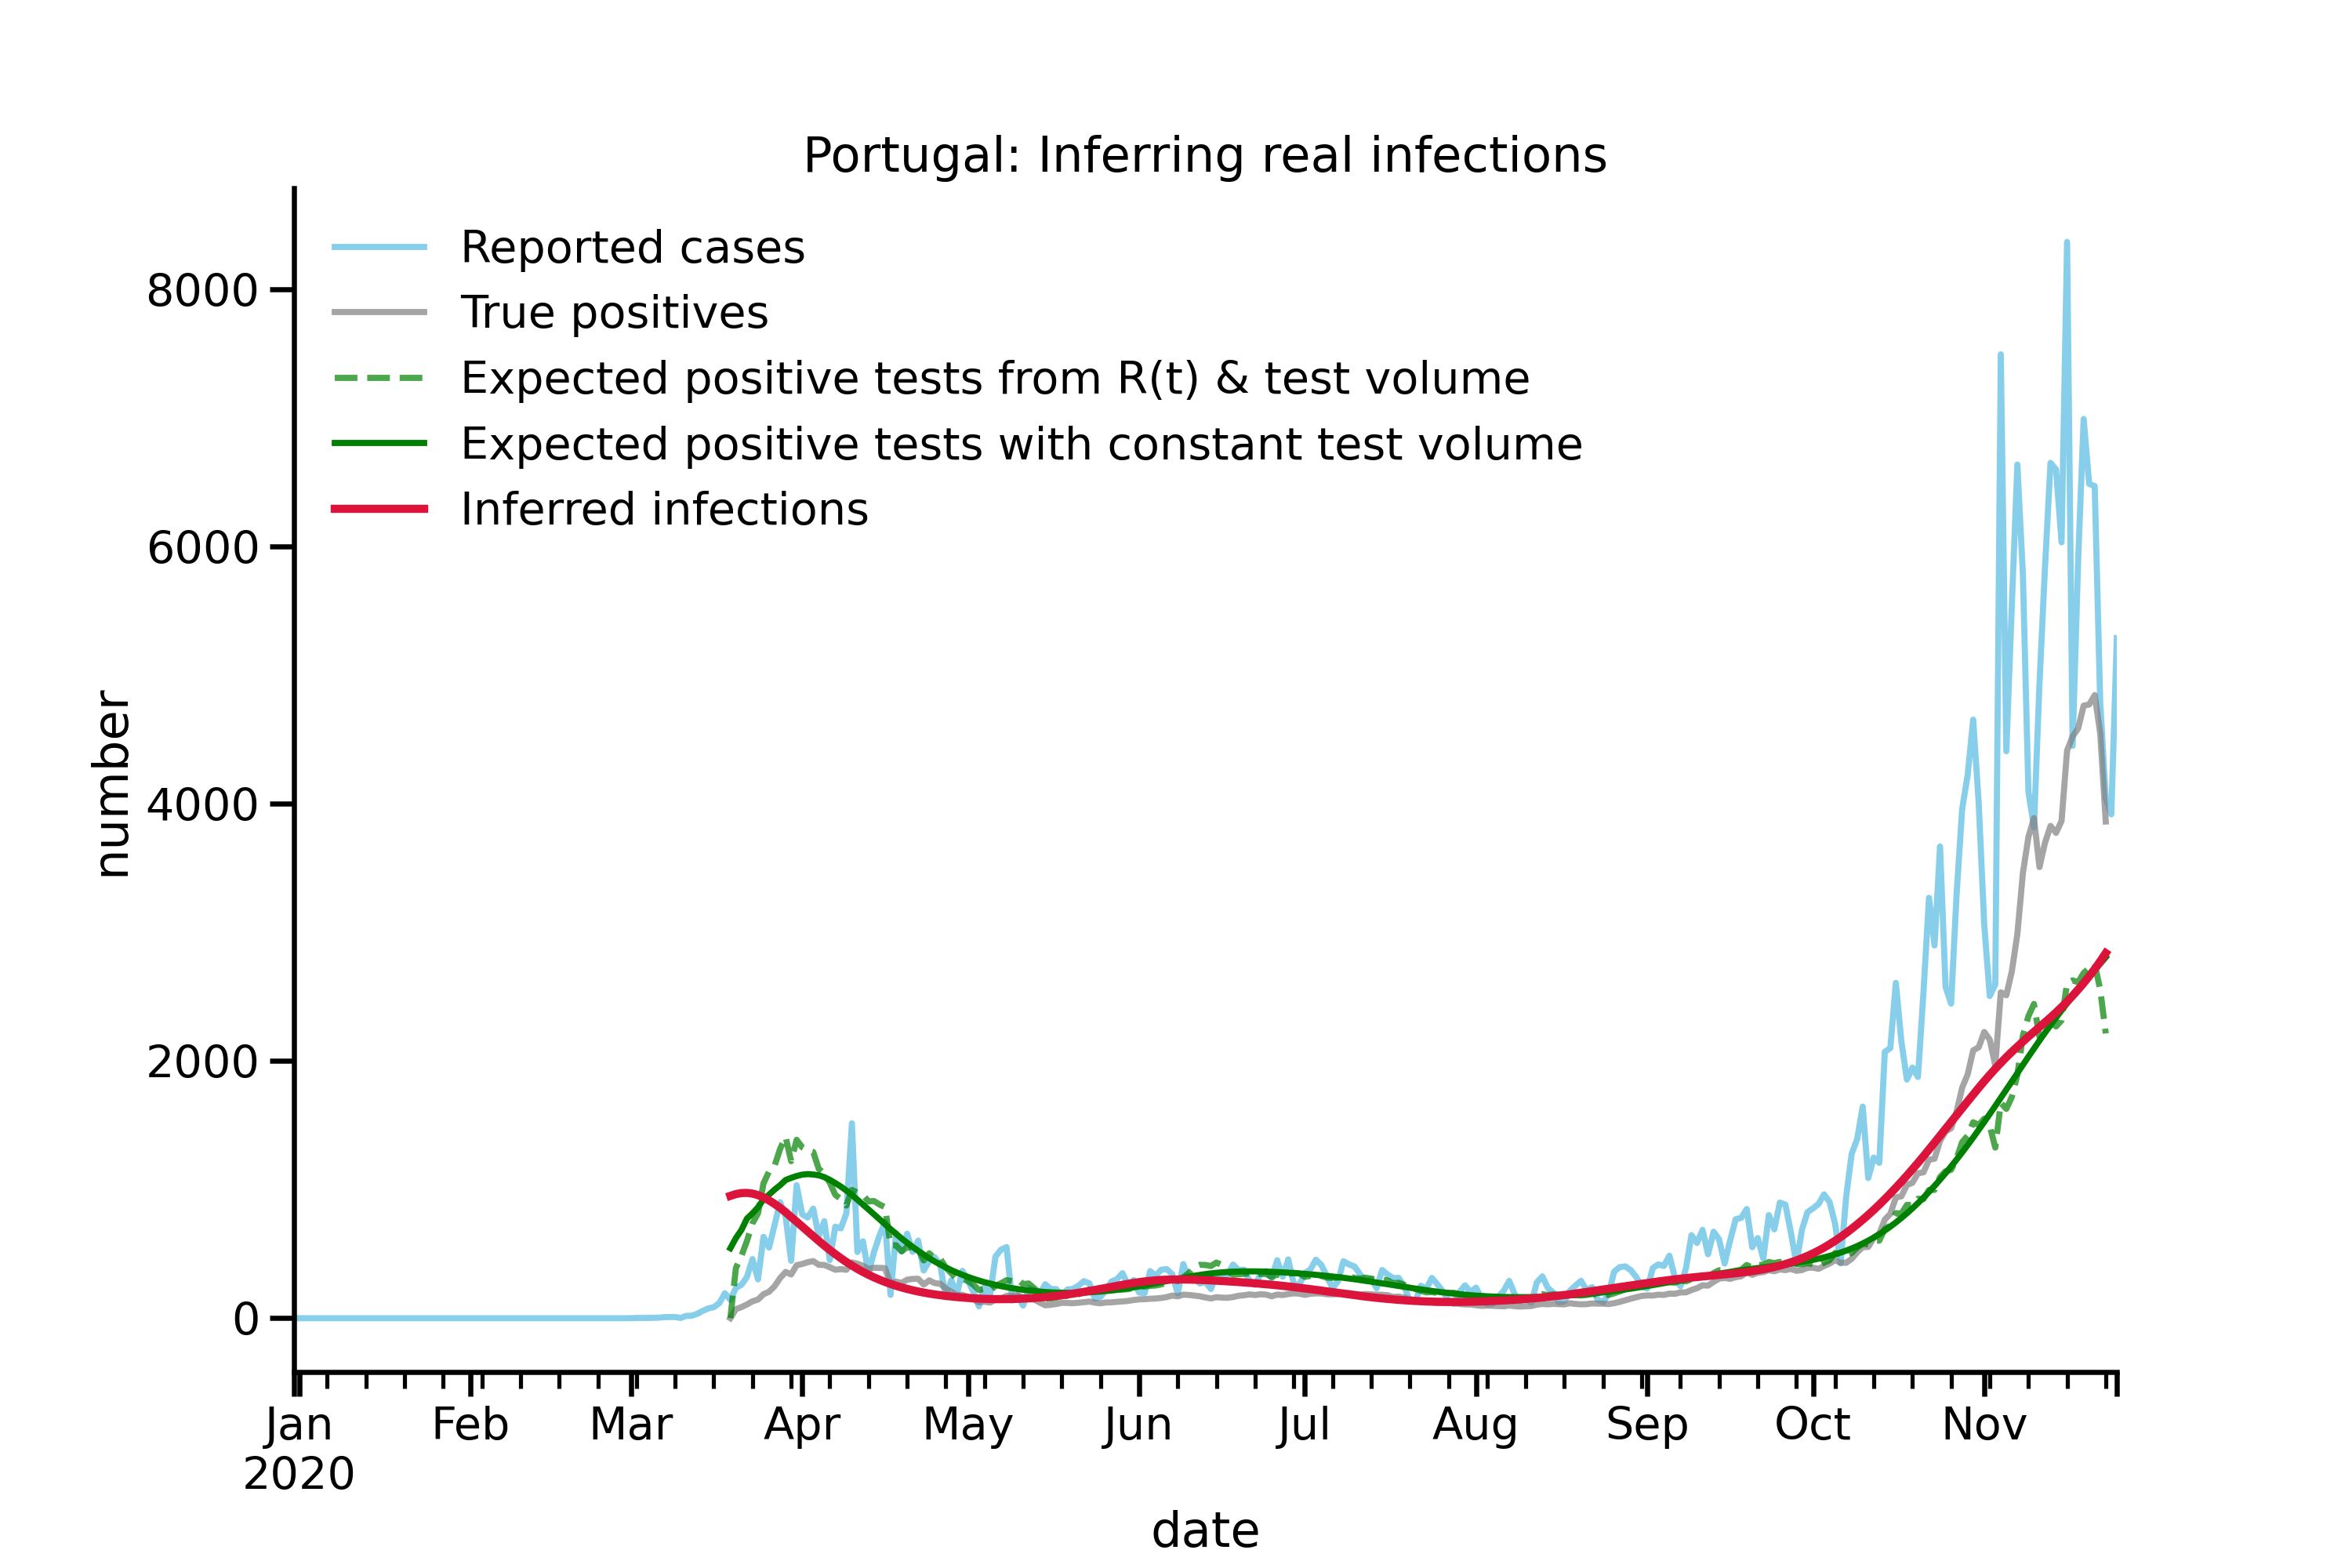 Portugal: Inferring real infections
Reported cases
True positives
Expected positive tests from R(t) & test volume
Expected positive tests with constant test volume
Inferred infections
8000
6000
4000
2000
0
number
Jan Feb Mar Apr May Jun Jul Aug Sep Oct Nov
2020
date